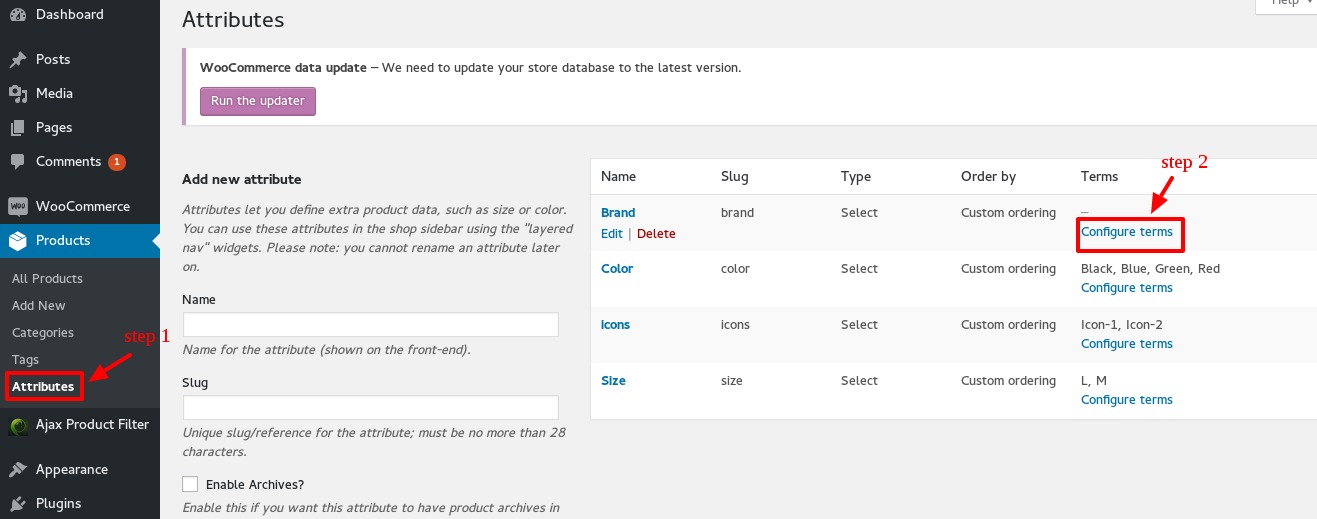 Dashboard
Posts
Media
Pages
Comments 1
WooCommerce
Products
All Products
Add New
Categories
step 1
Tags
Attributes
Ajax Product Filter
Appearance
Plugins
Help
Attributes
WooCommerce data update – We need to update your store database to the latest version.
Run the updater
Add new attribute
Attributes let you define extra product data, such as size or color.
You can use these attributes in the shop sidebar using the "layered
nav" widgets. Please note: you cannot rename an attribute later
on.
Name
Name for the attribute (shown on the front-end).
Slug
Unique slug/reference for the attribute; must be no more than 28
characters.
Enable Archives?
Enable this if you want this attribute to have product archives in
step 2
Name Slug Type Order by Terms
Brand brand Select Custom ordering –
Edit | Delete Configure terms
Color color Select Custom ordering Black, Blue, Green, Red
Configure terms
icons icons Select Custom ordering Icon-1, Icon-2
Configure terms
Size size Select Custom ordering L, M
Configure terms